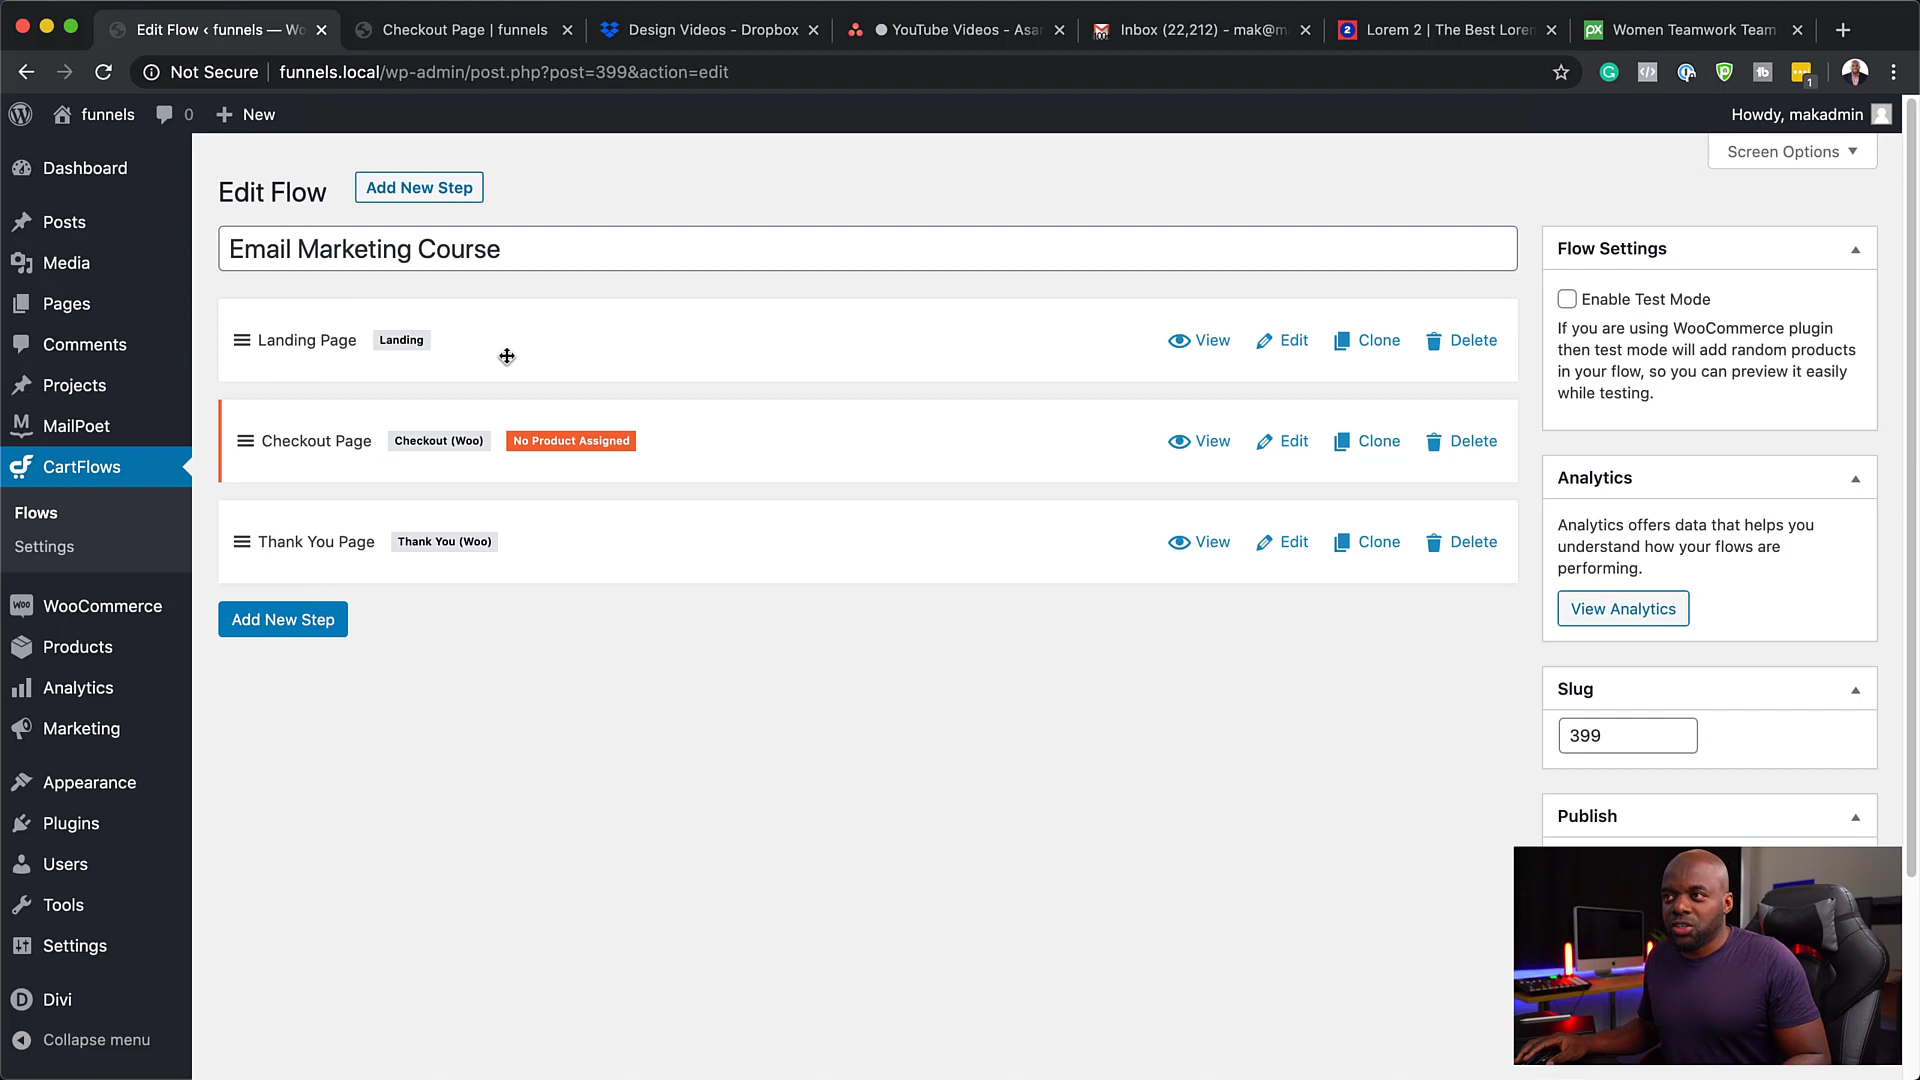 Edit Flow ‹ funnels — Wo
Checkout Page | funnels
Design Videos - Dropbox
YouTube Videos - Asan
Inbox (22,212) - mak@m
2 Lorem 2 | The Best Loren
px Women Teamwork Team
Not Secure
funnels.local/wp-admin/post.php?post=399&action=edit
tb
1
funnels
0
New
Howdy, makadmin
Screen Options
Dashboard
Posts
Media
Pages
Comments
Projects
MailPoet
CartFlows
Flows
Settings
WooCommerce
Products
Analytics
Marketing
Appearance
Plugins
Users
Tools
Settings
Divi
Collapse menu
Edit Flow
Add New Step
Email Marketing Course
Landing Page Landing View Edit Clone Delete
Checkout Page Checkout (Woo) No Product Assigned View Edit Clone Delete
Thank You Page Thank You (Woo) View Edit Clone Delete
Add New Step
Flow Settings
Enable Test Mode
If you are using WooCommerce plugin
then test mode will add random products
in your flow, so you can preview it easily
while testing.
Analytics
Analytics offers data that helps you
understand how your flows are
performing.
View Analytics
Slug
399
Publish